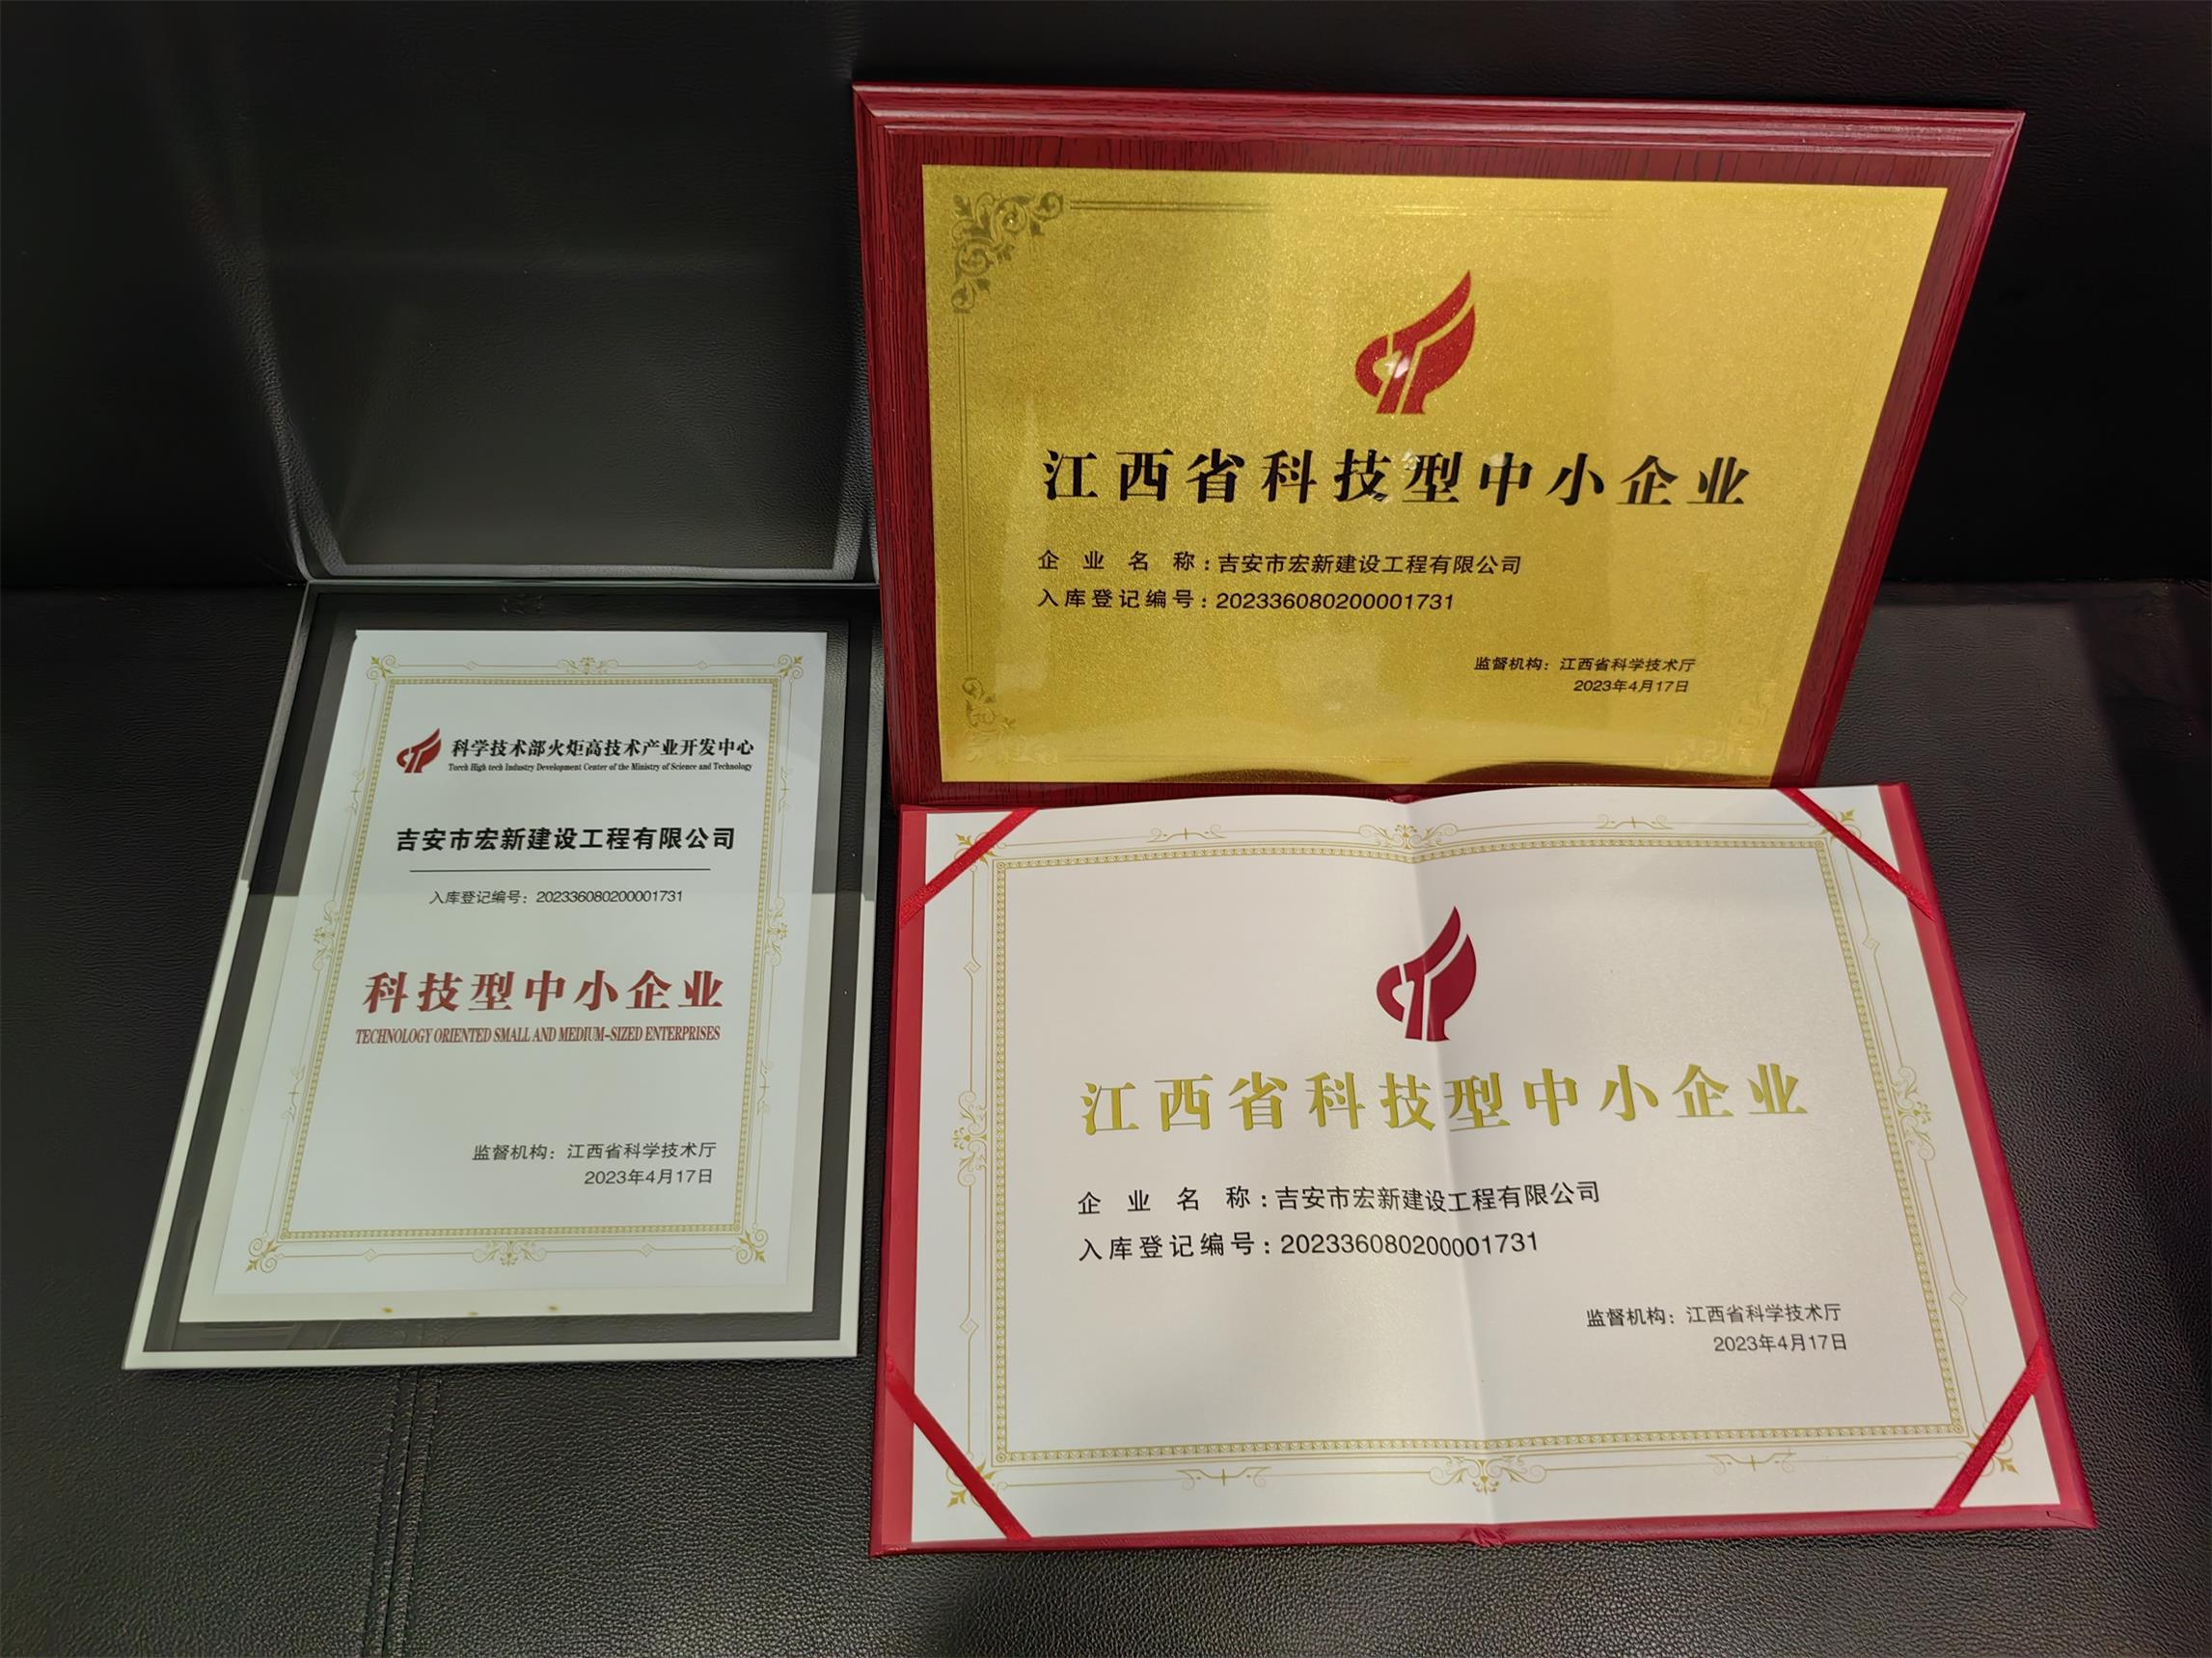 江西省科技型中小企业
企业名称：吉安市宏新建设工程有限公司
入库登记编号：202336080200001731
监督机构：江西省科学技术厅
2023年4月17日
科学技术部火炬高技术产业开发中心
Torch High tech Industry Development Center of the Ministry of Science and Technology
吉安市宏新建设工程有限公司
入库登记编号：202336080200001731
科技型中小企业
TECHNOLOGY ORIENTED SMALL AND MEDIUM-SIZED ENTERPRISES
监督机构：江西省科学技术厅
2023年4月17日
江西省科技型中小企业
企业名称：吉安市宏新建设工程有限公司
入库登记编号：202336080200001731
监督机构：江西省科学技术厅
2023年4月17日